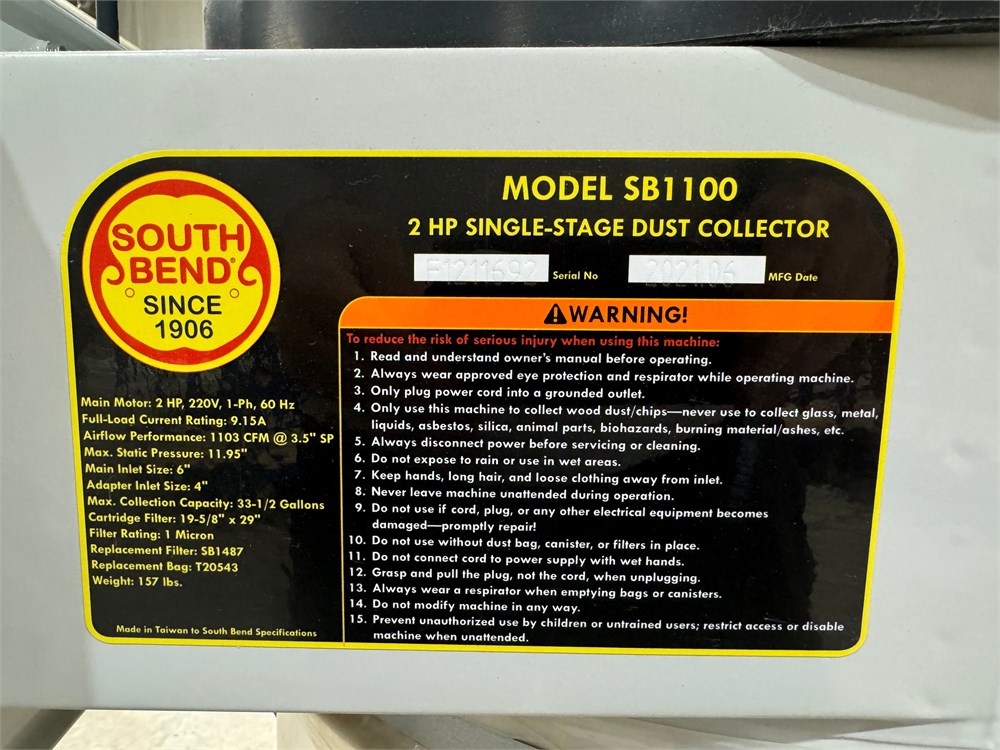 SOUTH
BEND®
SINCE
1906
MODEL SB1100
2 HP SINGLE-STAGE DUST COLLECTOR
Serial No 2021.06 MFG Date
Main Motor: 2 HP, 220V, 1-Ph, 60 Hz
Full-Load Current Rating: 9.15A
Airflow Performance: 1103 CFM @ 3.5" SP
Max. Static Pressure: 11.95"
Main Inlet Size: 6"
Adapter Inlet Size: 4"
Max. Collection Capacity: 33-1/2 Gallons
Cartridge Filter: 19-5/8" x 29"
Filter Rating: 1 Micron
Replacement Filter: SB1487
Replacement Bag: T20543
Weight: 157 lbs.
Made in Taiwan to South Bend Specifications
WARNING!
To reduce the risk of serious injury when using this machine:
1. Read and understand owner's manual before operating.
2. Always wear approved eye protection and respirator while operating machine.
3. Only plug power cord into a grounded outlet.
4. Only use this machine to collect wood dust/chips—never use to collect glass, metal,
liquids, asbestos, silica, animal parts, biohazards, burning material/ashes, etc.
5. Always disconnect power before servicing or cleaning.
6. Do not expose to rain or use in wet areas.
7. Keep hands, long hair, and loose clothing away from inlet.
8. Never leave machine unattended during operation.
9. Do not use if cord, plug, or any other electrical equipment becomes
damaged—promptly repair!
10. Do not use without dust bag, canister, or filters in place.
11. Do not connect cord to power supply with wet hands.
12. Grasp and pull the plug, not the cord, when unplugging.
13. Always wear a respirator when emptying bags or canisters.
14. Do not modify machine in any way.
15. Prevent unauthorized use by children or untrained users; restrict access or disable
machine when unattended.